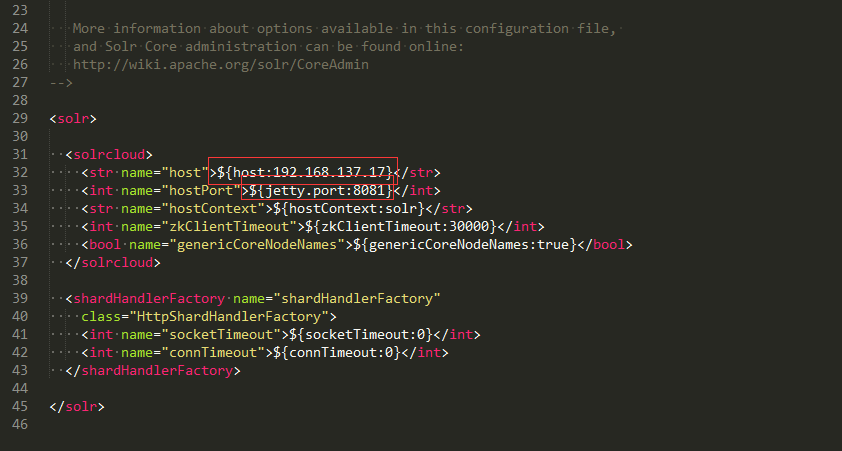 23
24 More information about options available in this configuration file,
25 and Solr Core administration can be found online:
26 http://wiki.apache.org/solr/CoreAdmin
27 -->
28
29 <solr>
30
31 <solrcloud>
32 <str name="host">${host:192.168.137.17}</str>
33 <int name="hostPort">${jetty.port:8081}</int>
34 <str name="hostContext">${hostContext:solr}</str>
35 <int name="zkClientTimeout">${zkClientTimeout:30000}</int>
36 <bool name="genericCoreNodeNames">${genericCoreNodeNames:true}</bool>
37 </solrcloud>
38
39 <shardHandlerFactory name="shardHandlerFactory"
40 class="HttpShardHandlerFactory">
41 <int name="socketTimeout">${socketTimeout:0}</int>
42 <int name="connTimeout">${connTimeout:0}</int>
43 </shardHandlerFactory>
44
45 </solr>
46